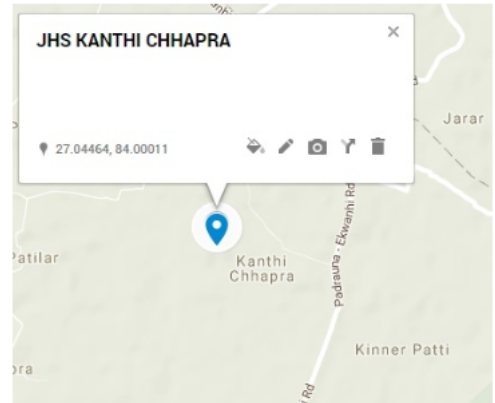 JHS KANTHI CHHAPRA
27.04464, 84.00011
Jarar
Padrauna - Ekwanhi Rd
Patilar
Kanthi
Chhapra
Kinner Patti
Rd